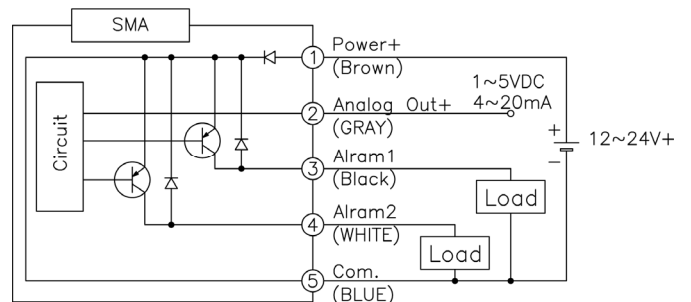 SMA
Circuit
1 Power+
(Brown)
2 Analog Out+
(GRAY)
1~5VDC
4~20mA
3 Alram1
(Black)
4 Alram2
(WHITE)
5 Com.
(BLUE)
Load
Load
+
12~24V+
−